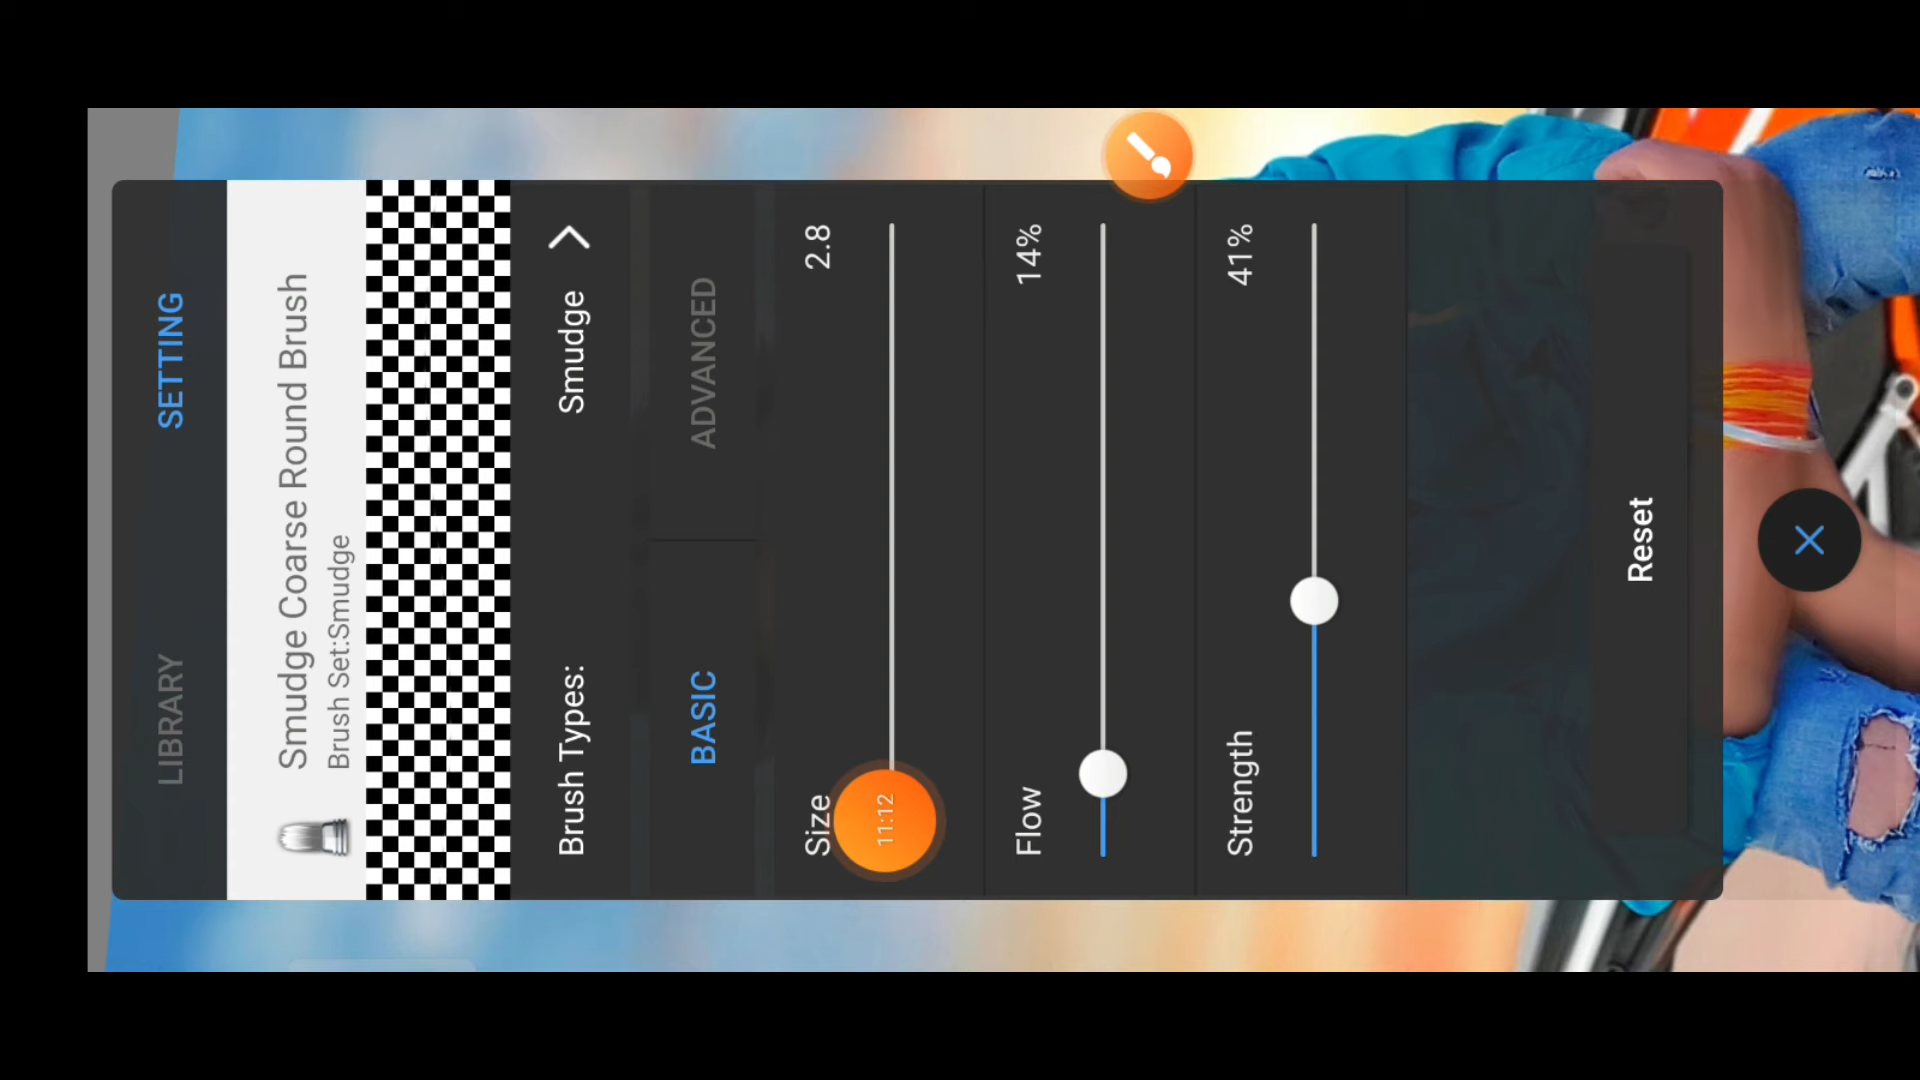 LIBRARY SETTING
Smudge Coarse Round Brush
Brush Set:Smudge
Brush Types: Smudge
BASIC ADVANCED
Size 2.8
11:12
Flow 14%
Strength 41%
Reset